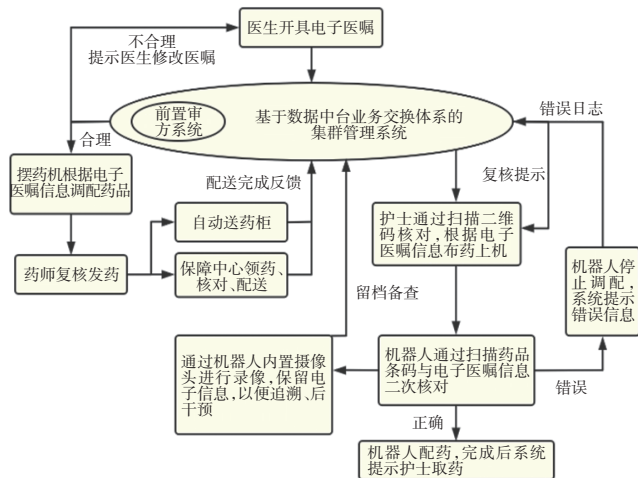 医生开具电子医嘱
不合理
提示医生修改医嘱
前置审
方系统
基于数据中台业务交换体系的
集群管理系统
错误日志
合理
摆药机根据电子
医嘱信息调配药品
配送完成反馈
复核提示
自动送药柜
护士通过扫描二维
码核对,根据电子
医嘱信息布药上机
药师复核发药
保障中心领药、
核对、配送
机器人停
止调配,
系统提示
错误信息
留档备查
通过机器人内置摄像
头进行录像,保留电
子信息,以便追溯、后
干预
机器人通过扫描药品
条码与电子医嘱信息
二次核对
错误
正确
机器人配药,完成后系统
提示护士取药